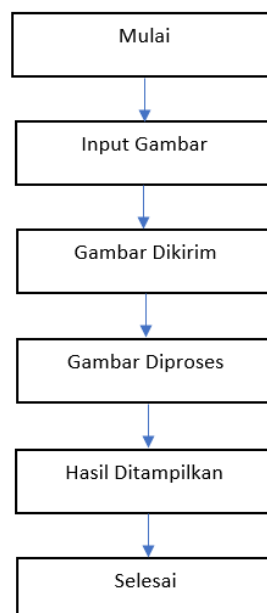 Mulai
Input Gambar
Gambar Dikirim
Gambar Diproses
Hasil Ditampilkan
Selesai